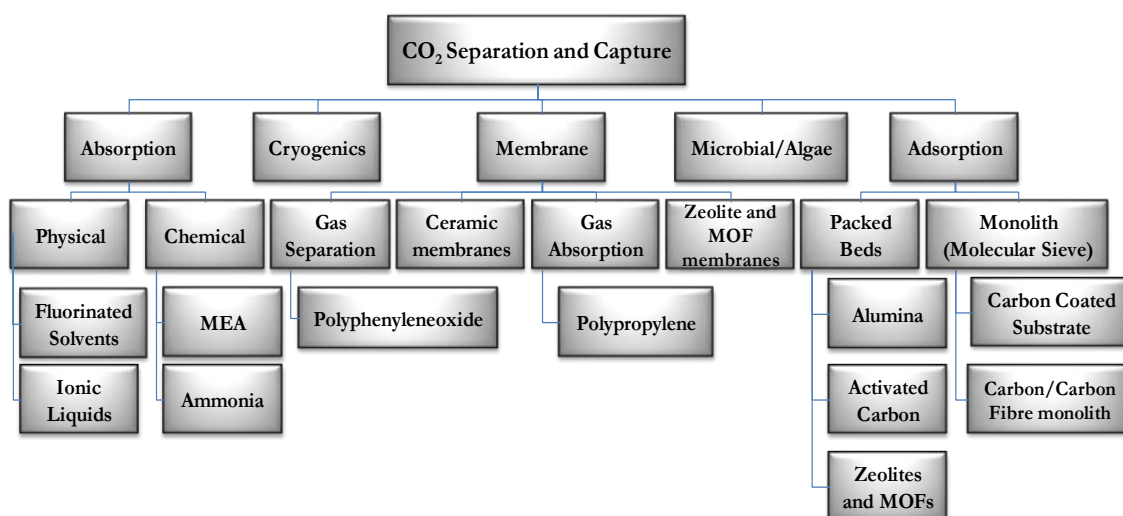 CO₂ Separation and Capture
Absorption
Cryogenics
Membrane
Microbial/Algae
Adsorption
Physical
Chemical
Gas
Separation
Ceramic
membranes
Gas
Absorption
Zeolite and
MOF
membranes
Packed
Beds
Monolith
(Molecular Sieve)
Fluorinated
Solvents
MEA
Polyphenyleneoxide
Polypropylene
Alumina
Carbon Coated
Substrate
Ionic
Liquids
Ammonia
Activated
Carbon
Carbon/Carbon
Fibre monolith
Zeolites
and MOFs